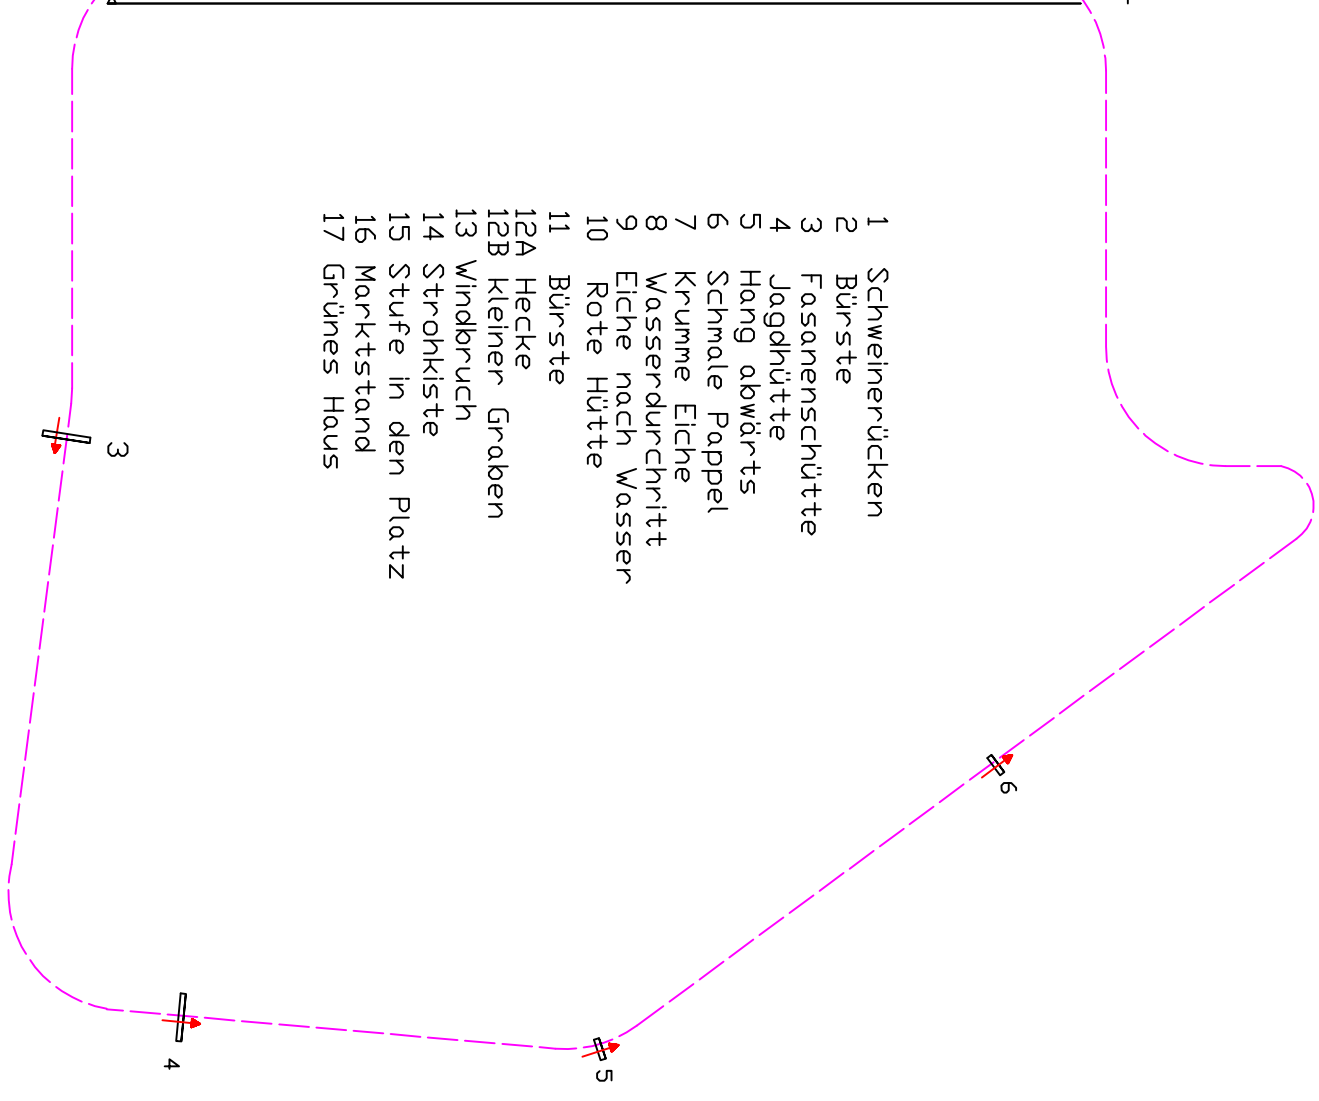 1 Schweinerücken
2 Bürste
3 Fasanenschütte
4 Jagdhütte
5 Hang abwärts
6 Schmale Pappel
7 Krumme Eiche
8 Wasserdurchritt
9 Eiche nach Wasser
10 Rote Hütte
11 Bürste
12A Hecke
12B kleiner Graben
13 Windbruch
14 Strohkiste
15 Stufe in den Platz
16 Marktstand
17 Grünes Haus
3
6
4
5